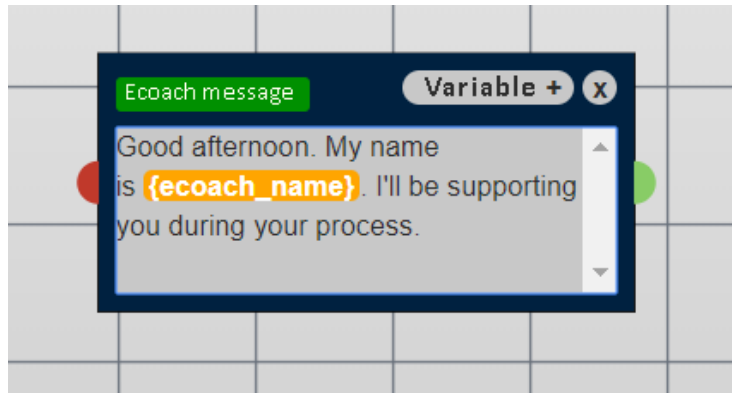 Ecoach message
Variable +
x
Good afternoon. My name
is {ecoach_name}. I'll be supporting
you during your process.